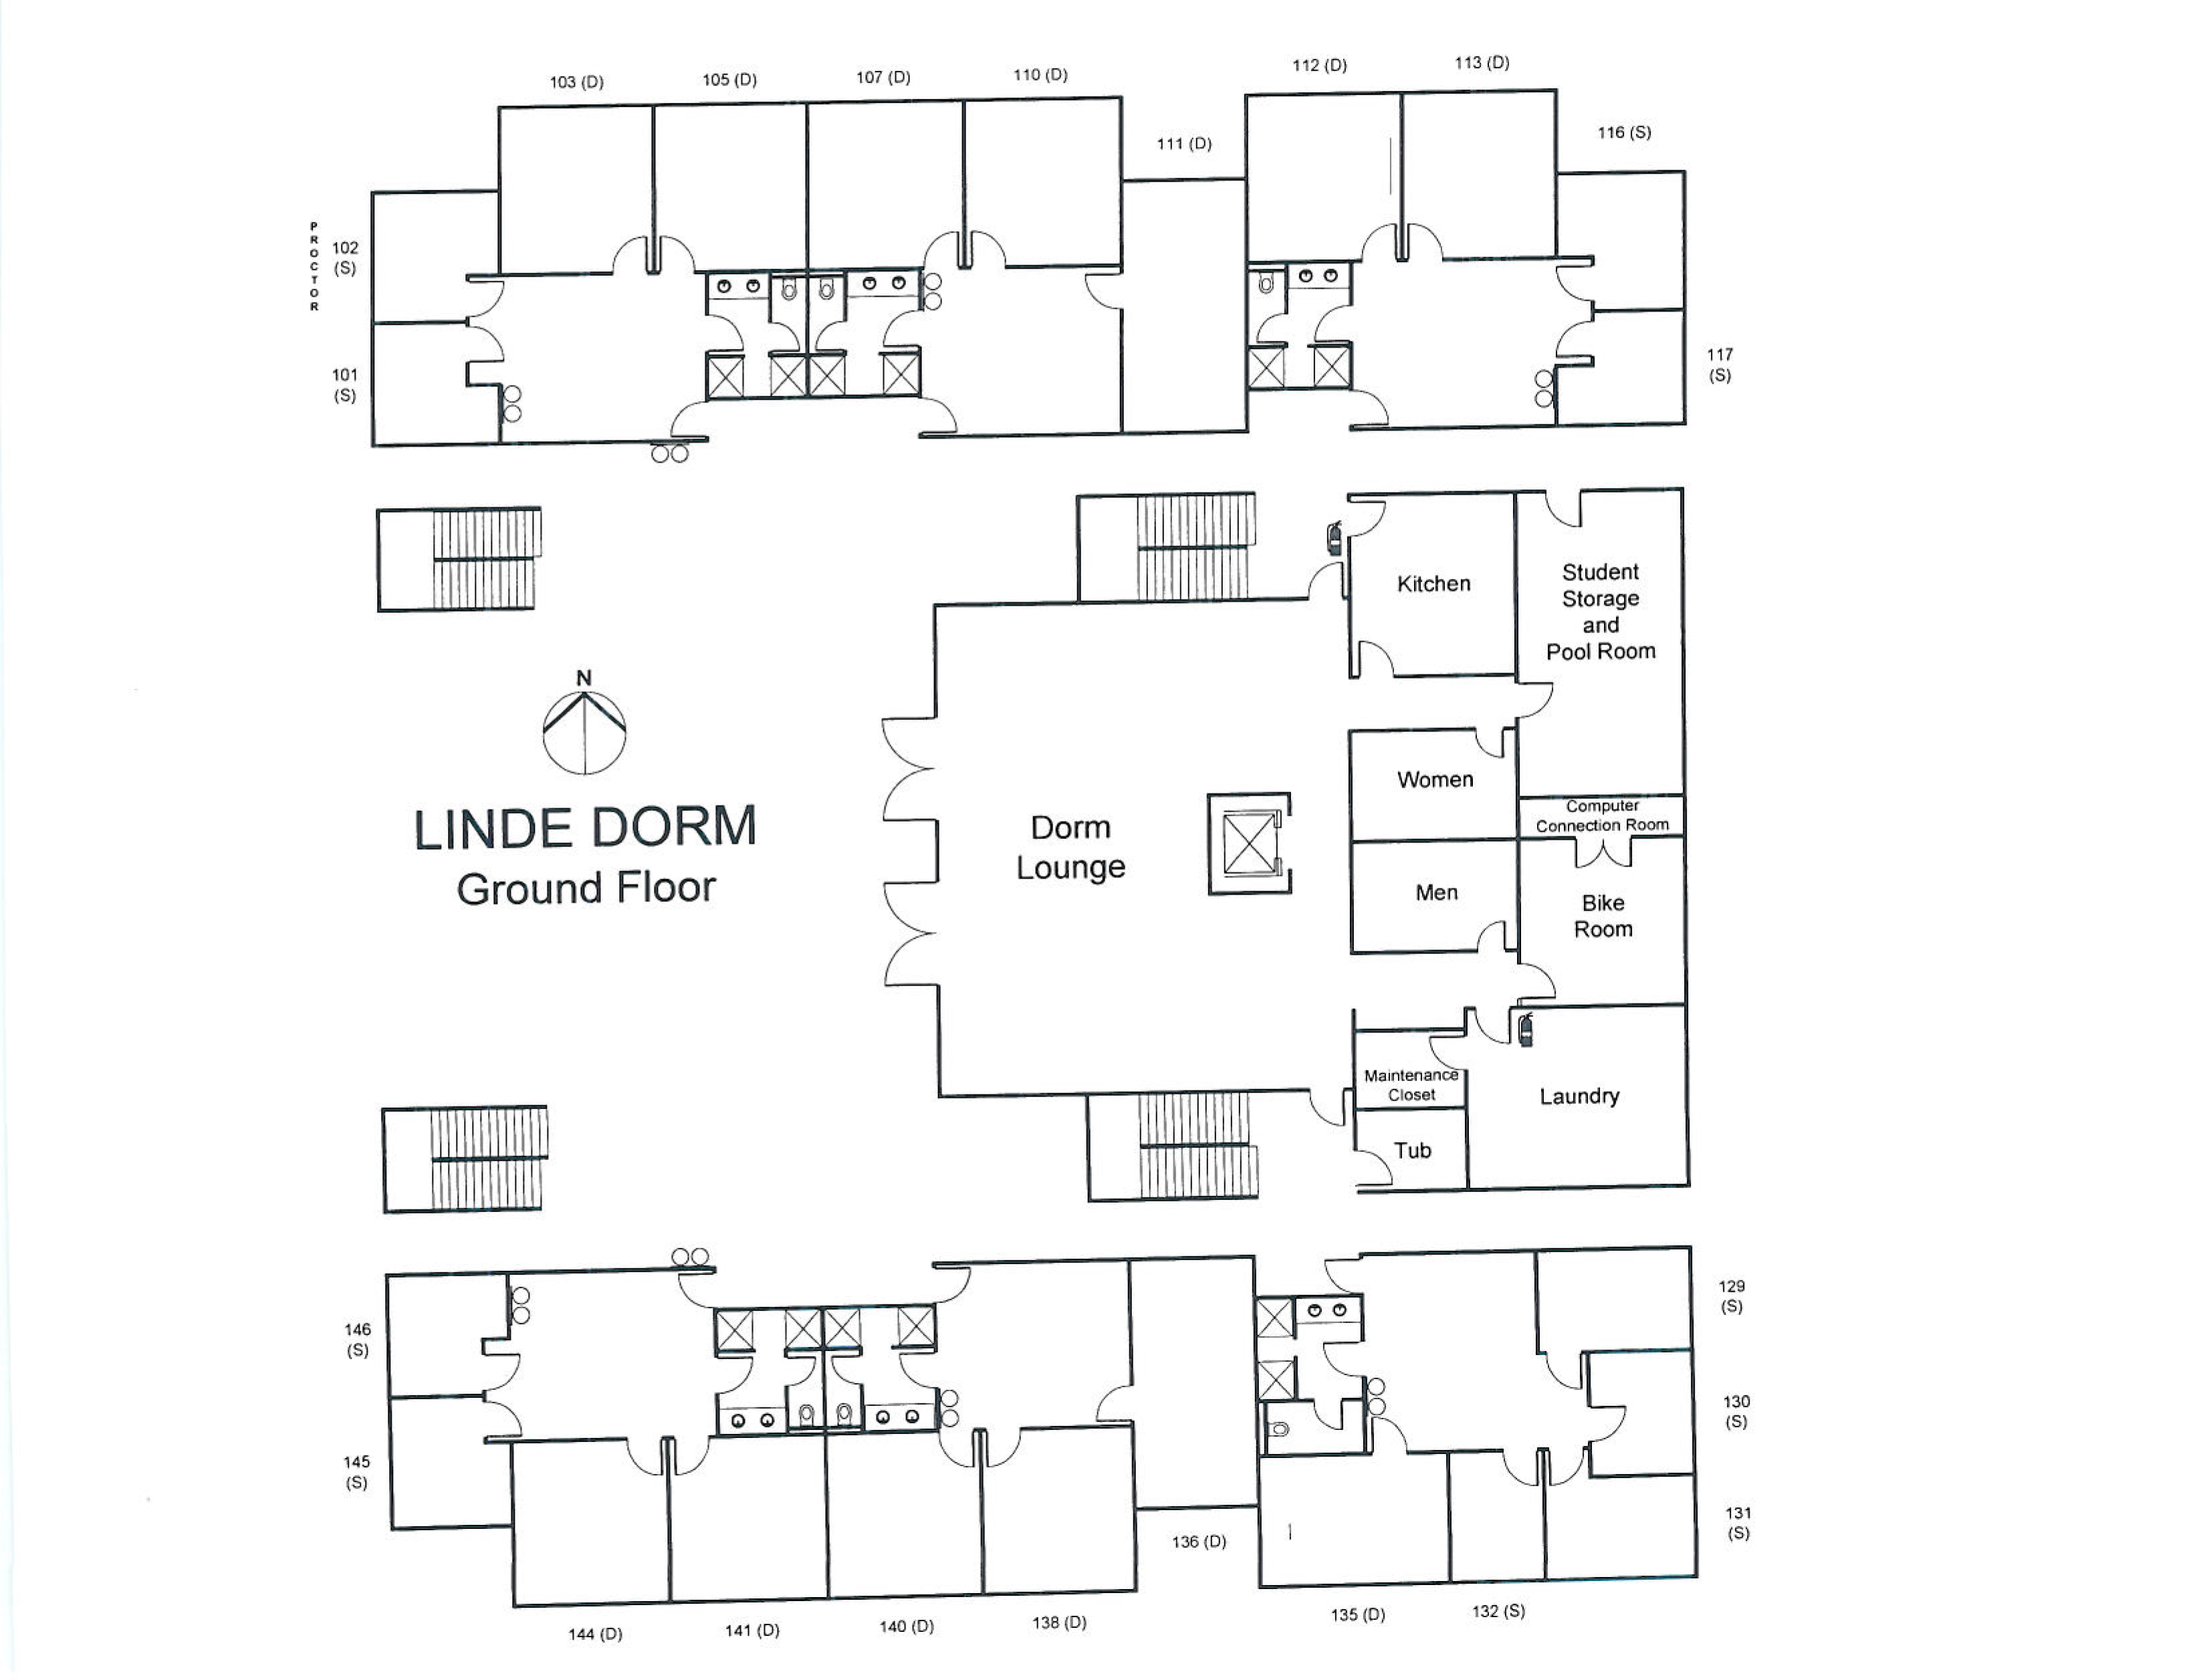 103 (D)
105 (D)
107 (D)
110 (D)
112 (D)
113 (D)
111 (D)
116 (S)
PROCTOR
102
(S)
101
(S)
117
(S)
Kitchen
Student
Storage
and
Pool Room
N
LINDE DORM
Ground Floor
Dorm
Lounge
Women
Computer
Connection Room
Men
Bike
Room
Maintenance
Closet
Laundry
Tub
146
(S)
145
(S)
129
(S)
130
(S)
131
(S)
136 (D)
144 (D)
141 (D)
140 (D)
138 (D)
135 (D)
132 (S)